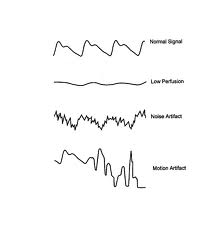 Normal Signal
Low Perfusion
Noise Artifact
Motion Artifact